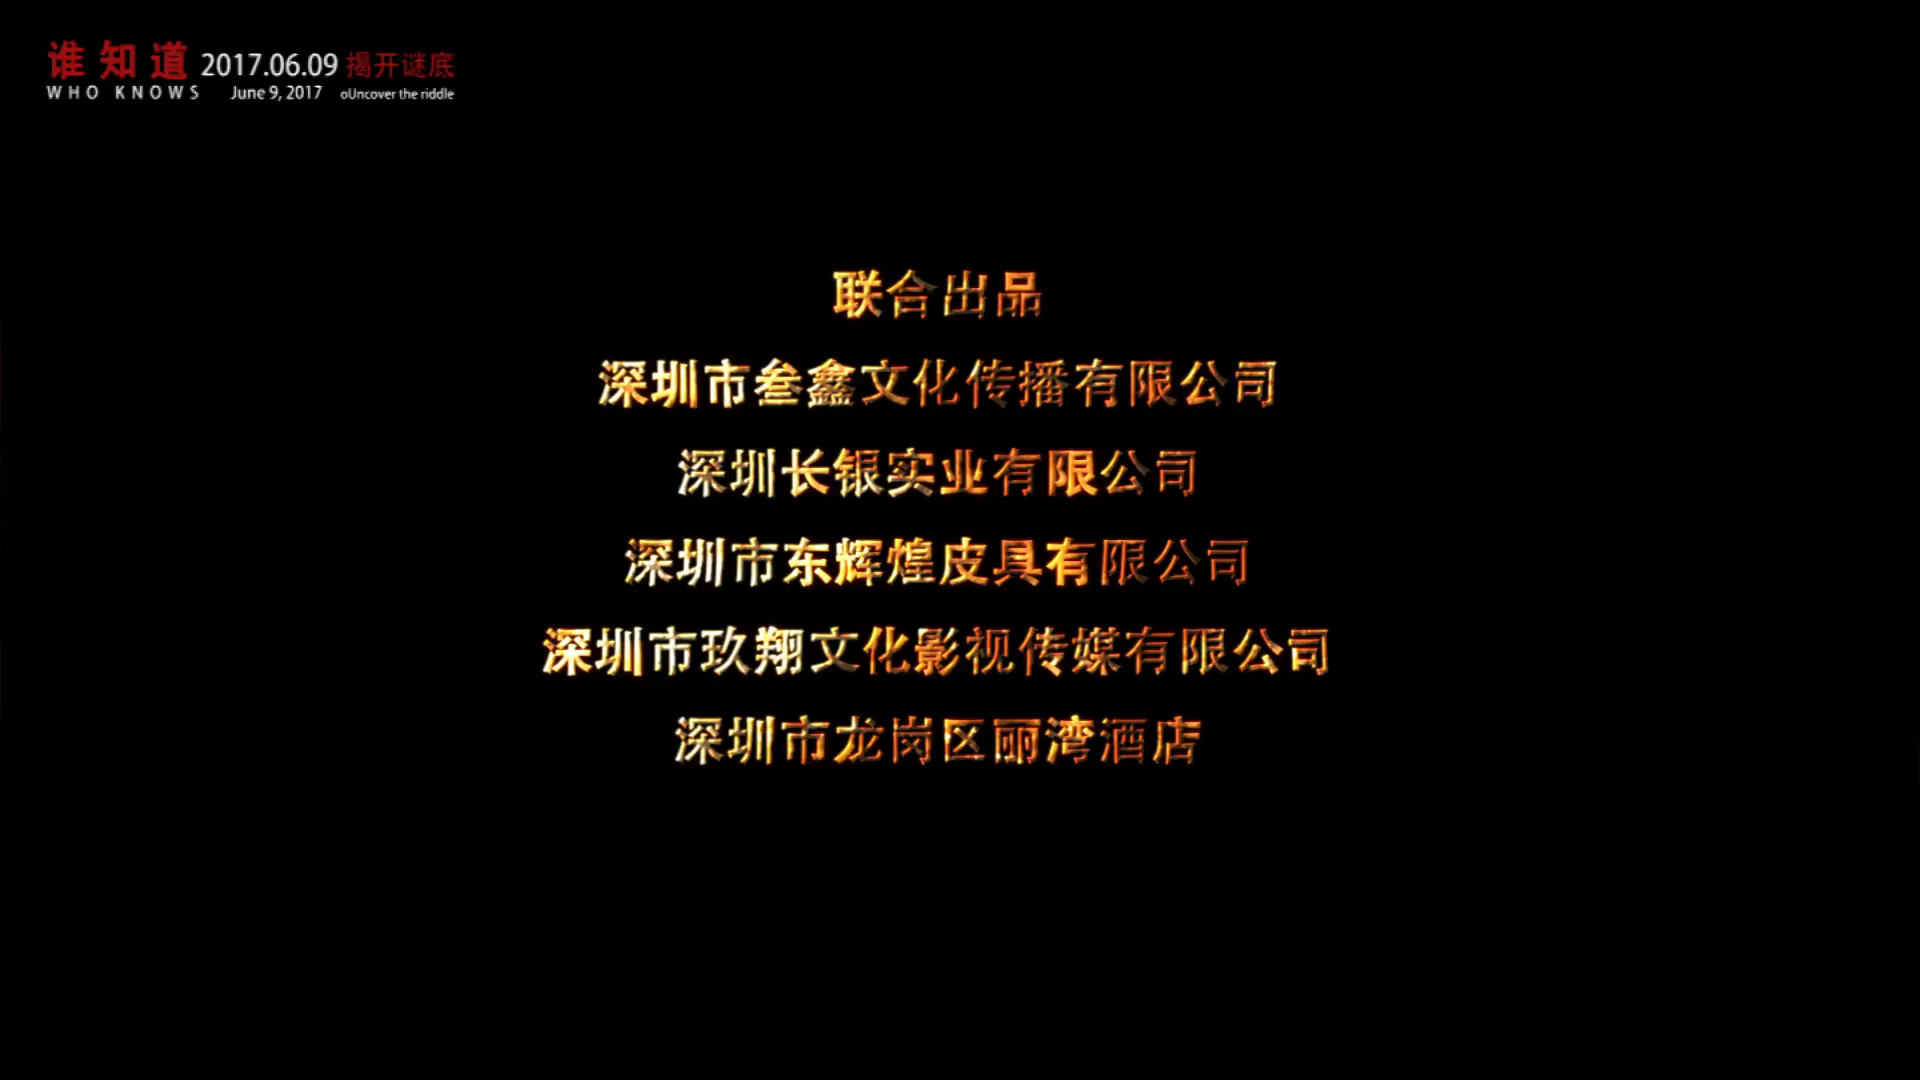 谁知道 2017.06.09 揭开谜底
WHO KNOWS June 9, 2017 oUncover the riddle
联合出品
深圳市叁鑫文化传播有限公司
深圳长银实业有限公司
深圳市东辉煌皮具有限公司
深圳市玖翔文化影视传媒有限公司
深圳市龙岗区丽湾酒店